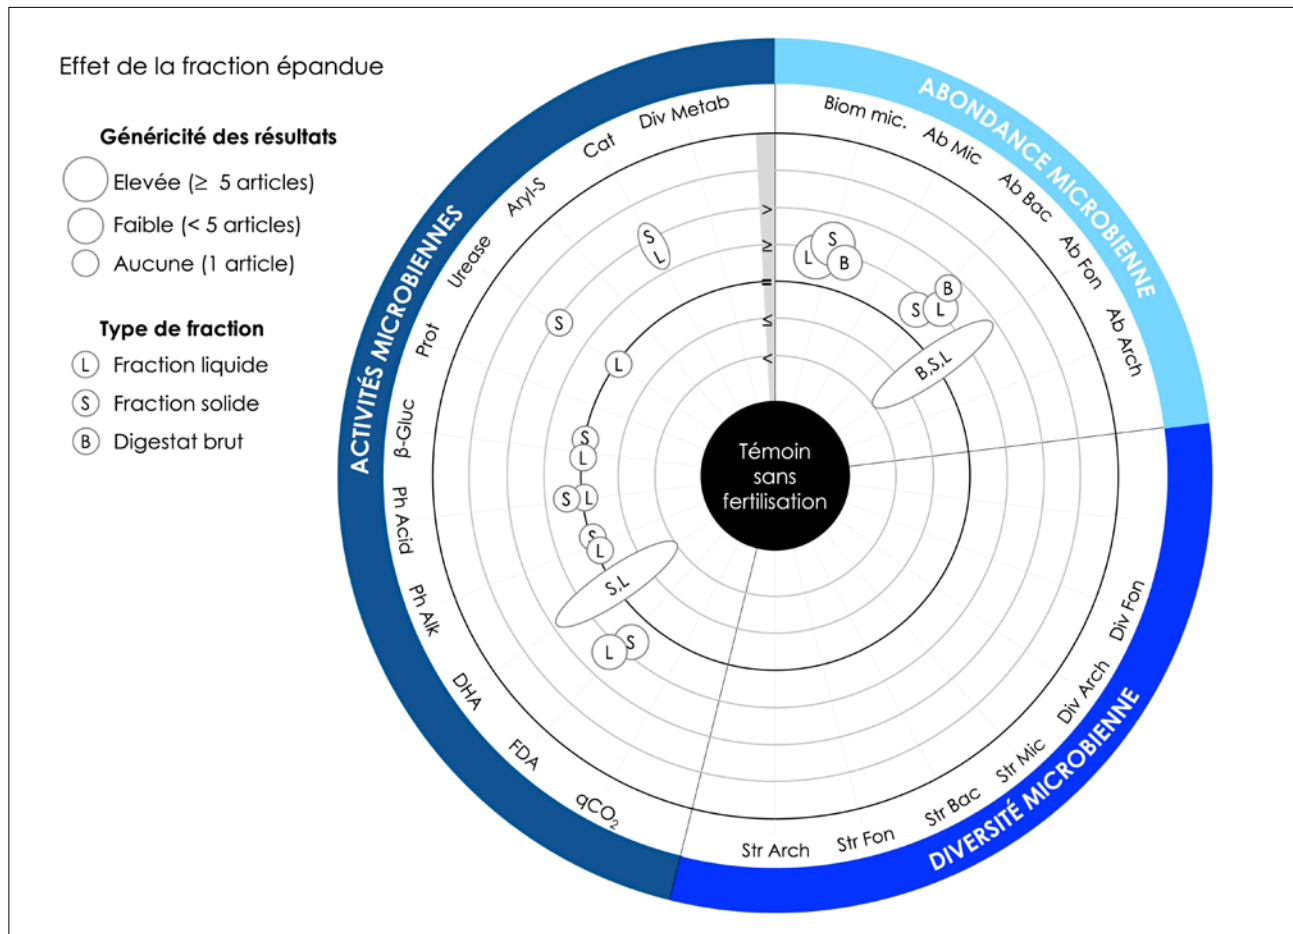 Effet de la fraction épandue
Généricité des résultats
Elevée (≥ 5 articles)
Faible (< 5 articles)
Aucune (1 article)
Type de fraction
L Fraction liquide
S Fraction solide
B Digestat brut
ACTIVITÉS MICROBIENNES
ABONDANCE MICROBIENNE
DIVERSITÉ MICROBIENNE
Biom mic.
Ab Mic
Ab Bac
Ab Fon
Ab Arch
Div Fon
Div Arch
Str Mic
Str Bac
Str Fon
Str Arch
qCO2
FDA
DHA
Ph Alk
Ph Acid
β-Gluc
Prot
Urease
Aryl-S
Cat
Div Metab
>
≥
=
≤
<
L
S
B
S
L
B
B,S,L
S
L
S
L
S
L
S
L
S
L
S,L
L
S
Témoin
sans
fertilisation